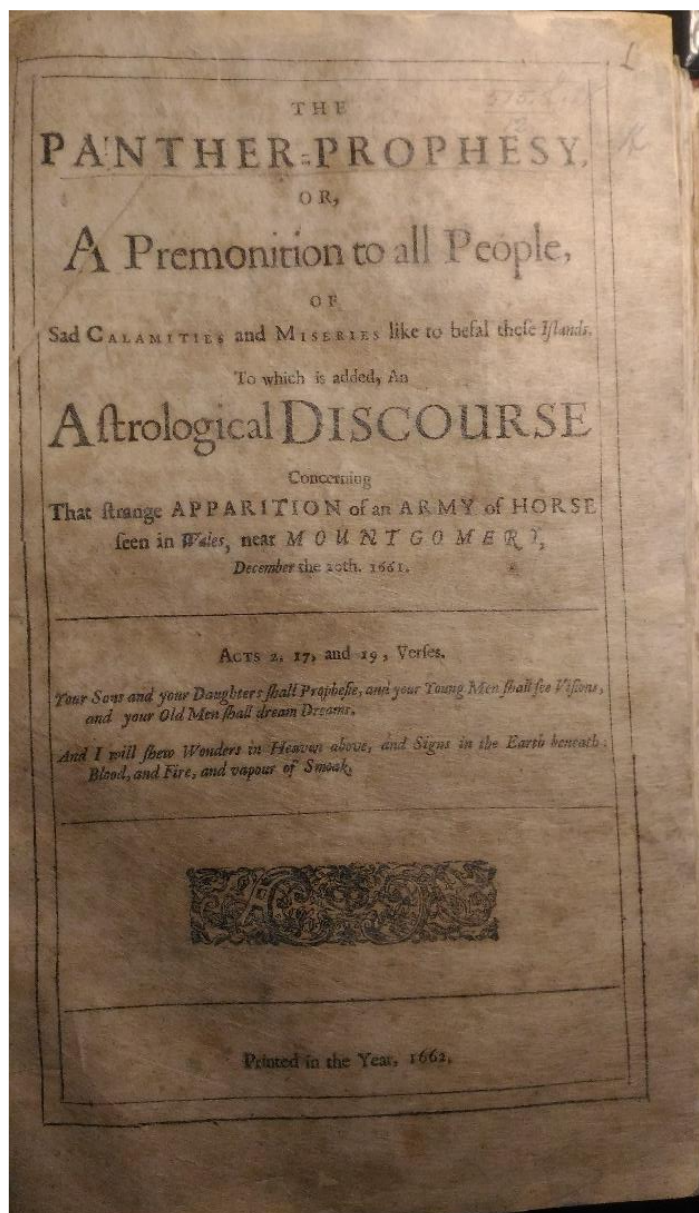 THE
PANTHER-PROPHESY,
OR,
A Premonition to all People,
OF
Sad CALAMITIES and MISERIES like to befal theſe Iſlands.
To which is added, An
Aſtrological DISCOURSE
Concerning
That ſtrange APPARITION of an ARMY of HORSE
ſeen in Wales, near MOUNTGOMERY,
December the 20th. 1661.
ACTS 2. 17, and 19, Verſes.
Your Sons and your Daughters ſhall Propheſie, and your Young Men ſhall ſee Viſions,
and your Old Men ſhall dream Dreams.
And I will ſhew Wonders in Heaven above, and Signs in the Earth beneath;
Blood, and Fire, and vapour of Smoak.
Printed in the Year, 1662.